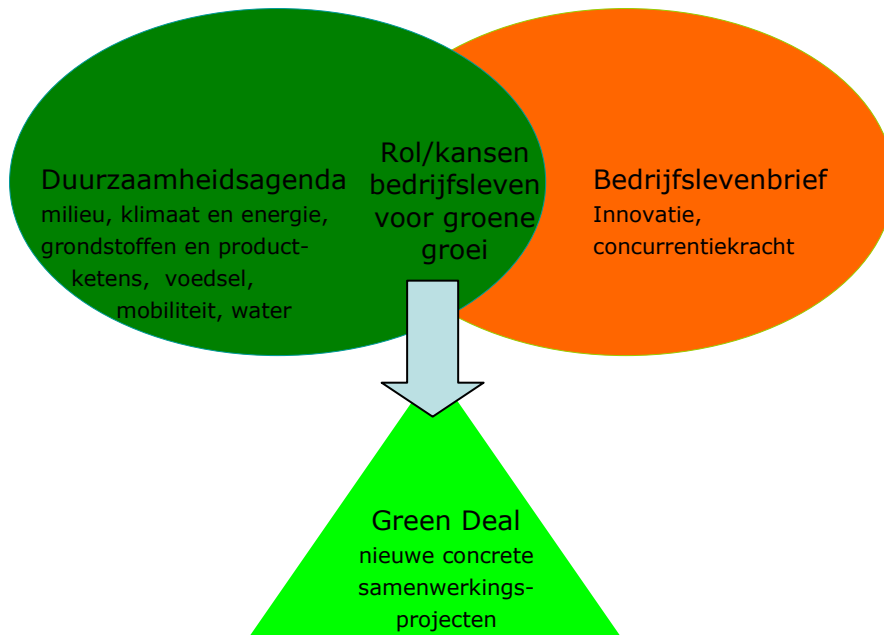 Duurzaamheidsagenda
milieu, klimaat en energie,
grondstoffen en product-
ketens, voedsel,
mobiliteit, water
Rol/kansen
bedrijfsleven
voor groene
groei
Bedrijfslevenbrief
Innovatie,
concurrentiekracht
Green Deal
nieuwe concrete
samenwerkings-
projecten